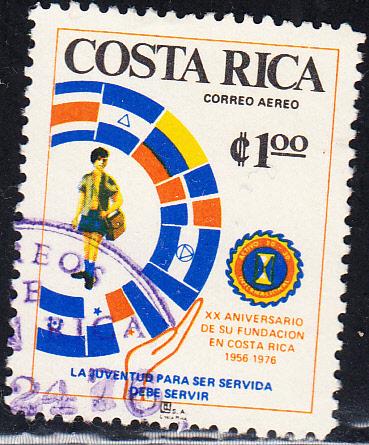 COSTA RICA
CORREO AEREO
₡1.00
XX ANIVERSARIO
DE SU FUNDACION
EN COSTA RICA
1956 1976
LA JUVENTUD PARA SER SERVIDA
DEBE SERVIR
S.A.